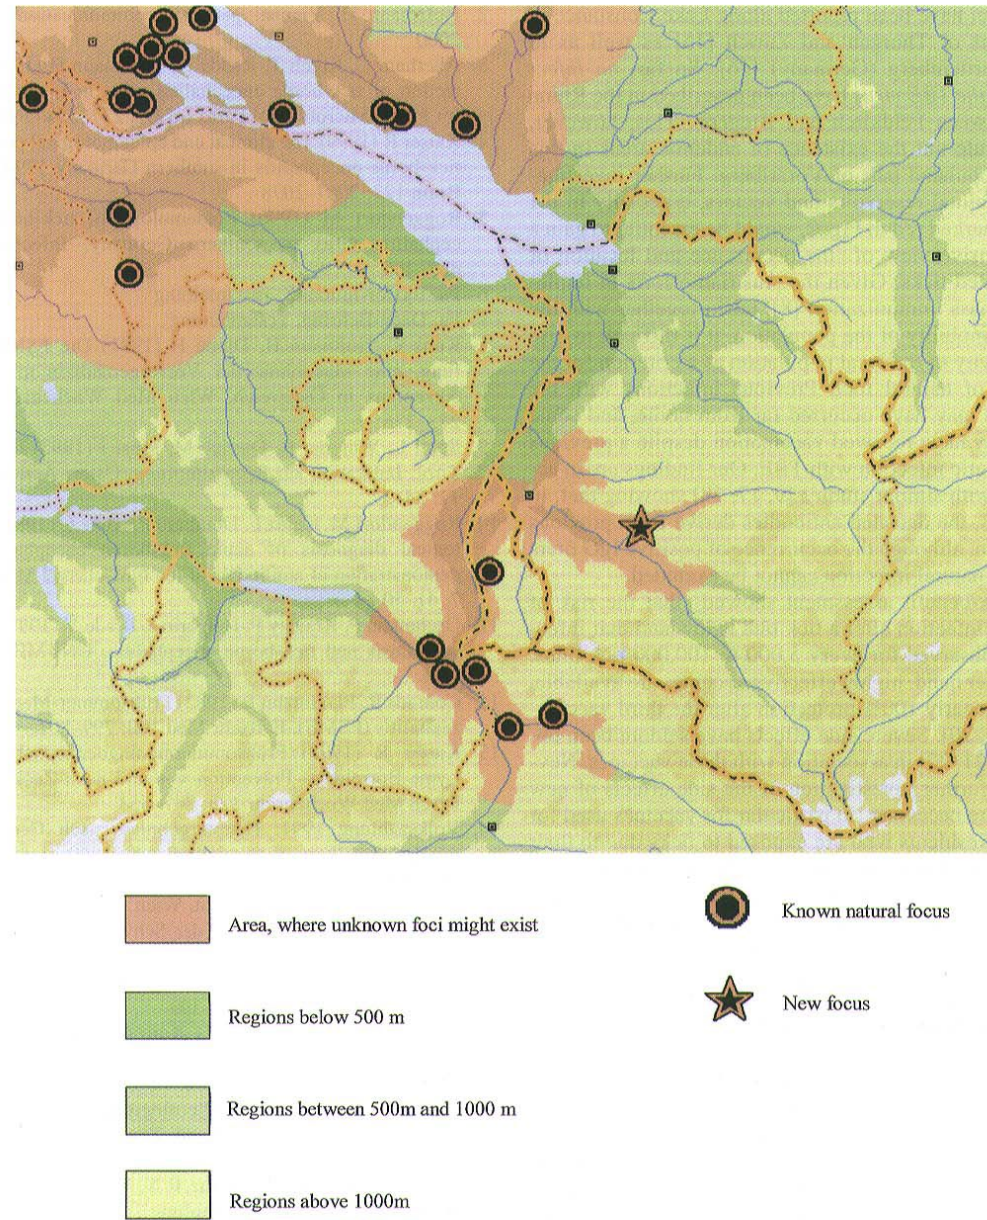 Area, where unknown foci might exist
Known natural focus
Regions below 500 m
New focus
Regions between 500m and 1000 m
Regions above 1000m